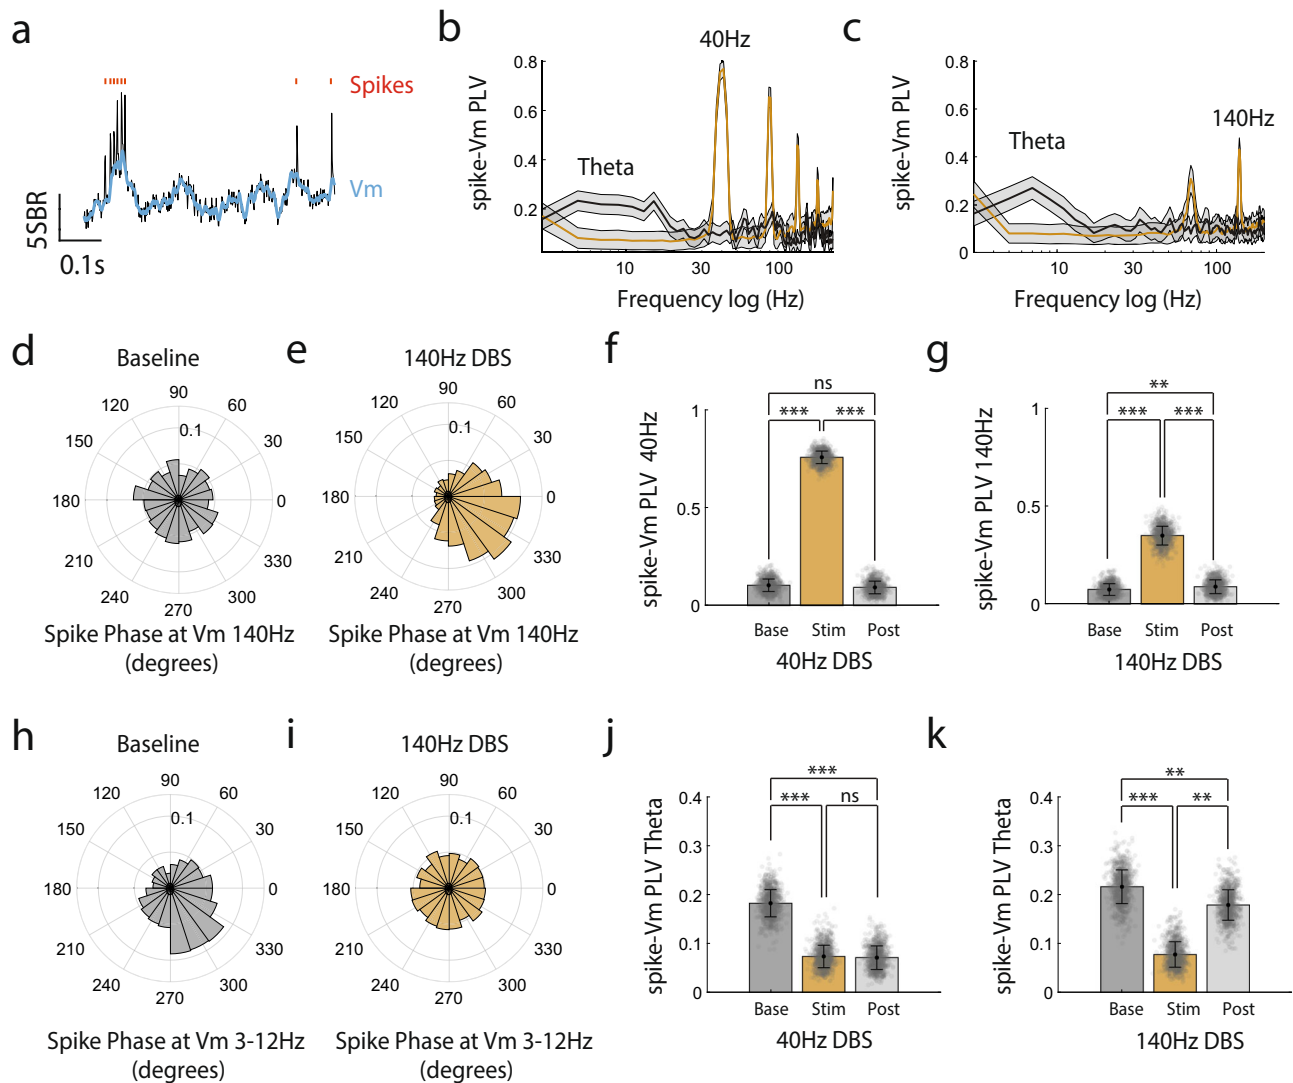 a
Spikes
Vm
5SBR
0.1s
b
40Hz
spike-Vm PLV
0.8
0.6
0.4
0.2
Theta
10
30
100
Frequency log (Hz)
c
140Hz
spike-Vm PLV
0.8
0.6
0.4
0.2
0
Theta
10
30
100
Frequency log (Hz)
d
Baseline
90
120
60
150
0.1
30
180
0
210
330
240
300
270
Spike Phase at Vm 140Hz
(degrees)
e
140Hz DBS
90
120
60
150
0.1
30
180
0
210
330
240
300
270
Spike Phase at Vm 140Hz
(degrees)
f
ns
*** ***
spike-Vm PLV 40Hz
1
0.5
0
Base Stim Post
40Hz DBS
g
**
*** ***
spike-Vm PLV 140Hz
1
0.5
0
Base Stim Post
140Hz DBS
h
Baseline
90
120
60
150
0.1
30
180
0
210
330
240
300
270
Spike Phase at Vm 3-12Hz
(degrees)
i
140Hz DBS
90
120
60
150
0.1
30
180
0
210
330
240
300
270
Spike Phase at Vm 3-12Hz
(degrees)
j
***
*** ns
spike-Vm PLV Theta
0.4
0.3
0.2
0.1
0
Base Stim Post
40Hz DBS
k
**
*** **
spike-Vm PLV Theta
0.4
0.3
0.2
0.1
0
Base Stim Post
140Hz DBS